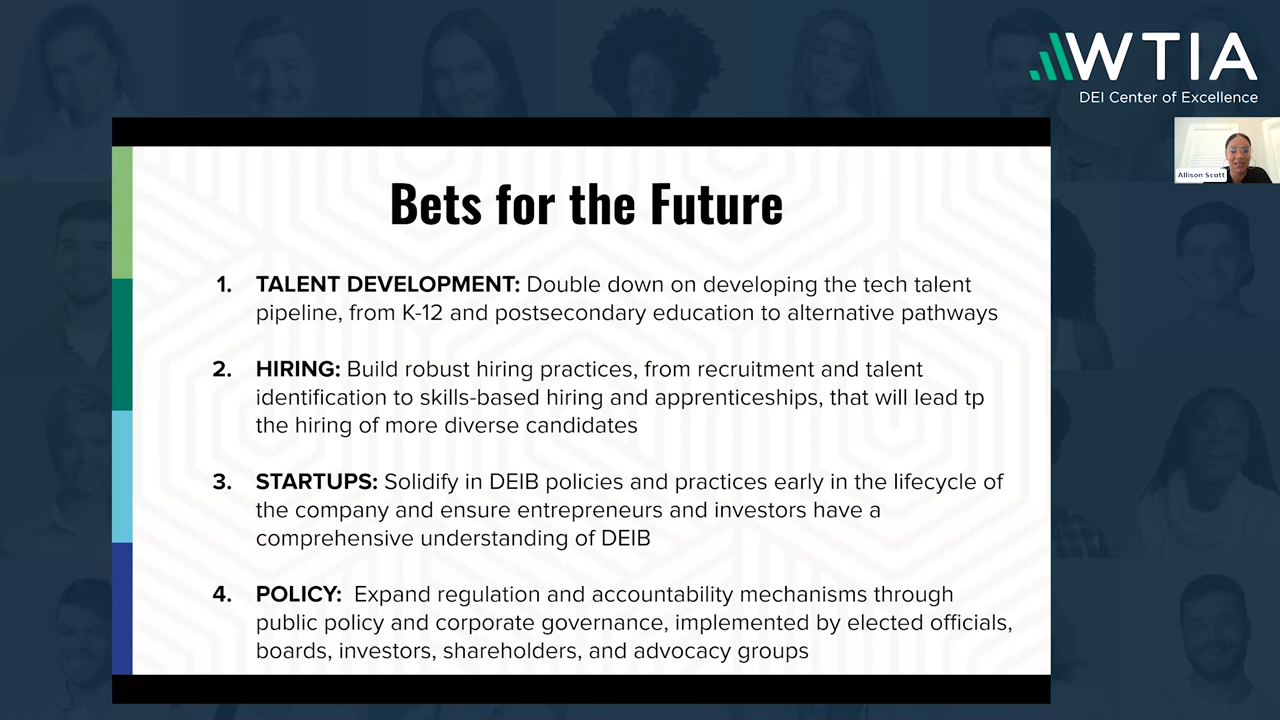 WTIA
DEI Center of Excellence
Allison Scott
Bets for the Future
1. TALENT DEVELOPMENT: Double down on developing the tech talent
pipeline, from K-12 and postsecondary education to alternative pathways
2. HIRING: Build robust hiring practices, from recruitment and talent
identification to skills-based hiring and apprenticeships, that will lead tp
the hiring of more diverse candidates
3. STARTUPS: Solidify in DEIB policies and practices early in the lifecycle of
the company and ensure entrepreneurs and investors have a
comprehensive understanding of DEIB
4. POLICY: Expand regulation and accountability mechanisms through
public policy and corporate governance, implemented by elected officials,
boards, investors, shareholders, and advocacy groups